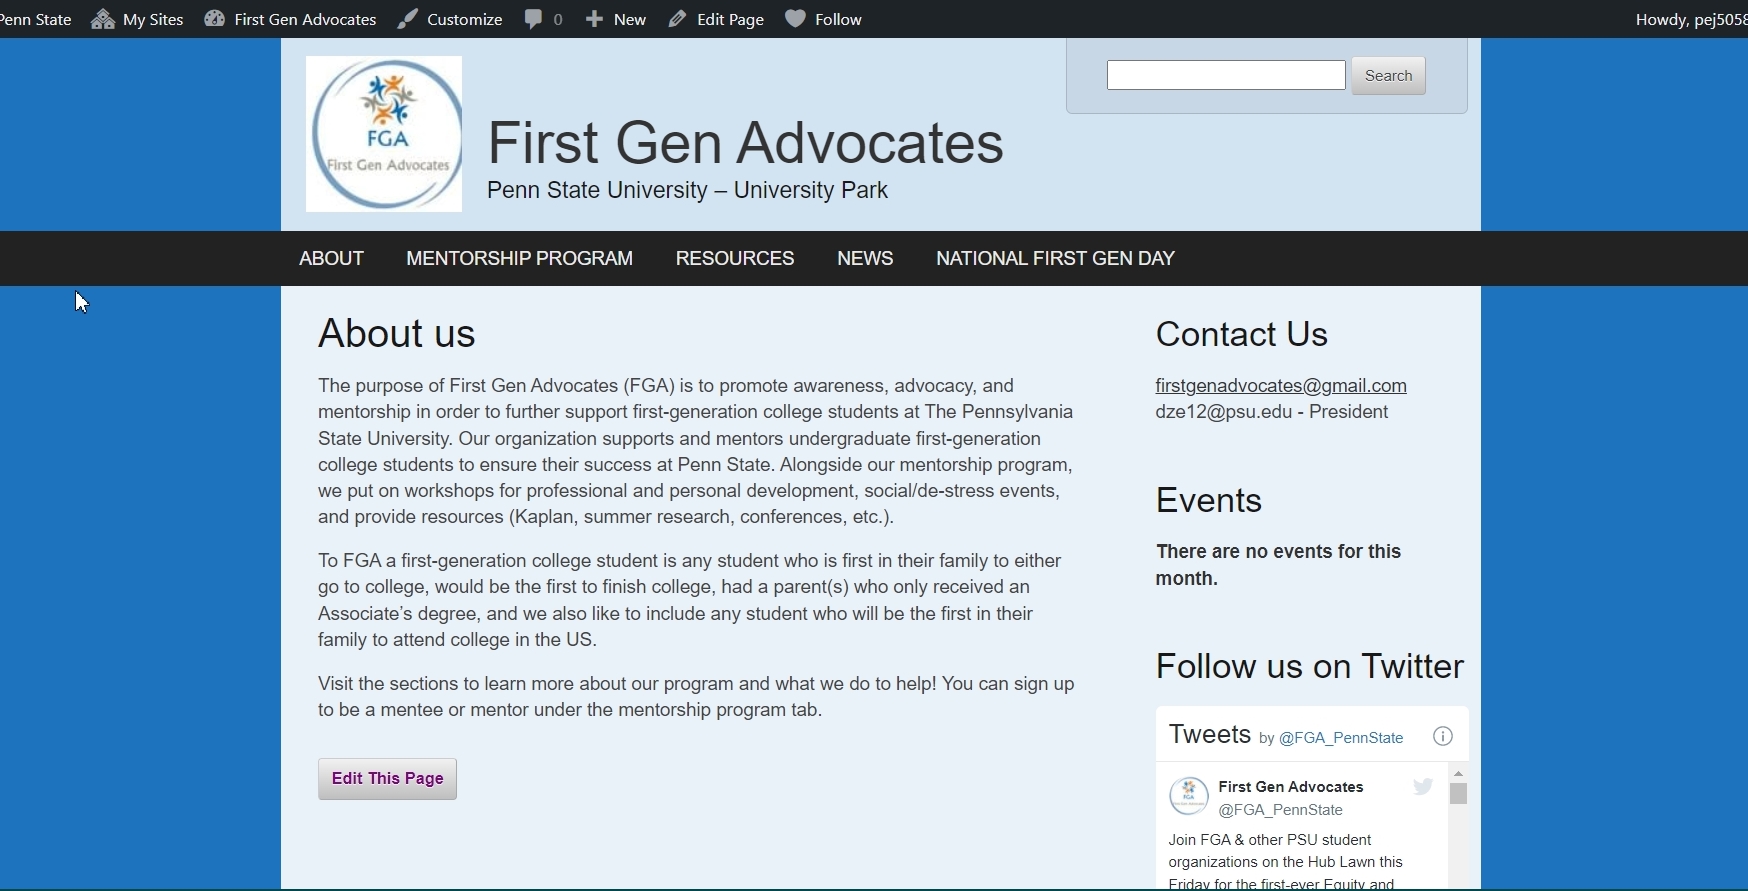 Penn State My Sites First Gen Advocates Customize 0 New Edit Page Follow Howdy, pej5058
FGA
First Gen Advocates
First Gen Advocates
Penn State University – University Park
Search
ABOUT MENTORSHIP PROGRAM RESOURCES NEWS NATIONAL FIRST GEN DAY
About us
The purpose of First Gen Advocates (FGA) is to promote awareness, advocacy, and
mentorship in order to further support first-generation college students at The Pennsylvania
State University. Our organization supports and mentors undergraduate first-generation
college students to ensure their success at Penn State. Alongside our mentorship program,
we put on workshops for professional and personal development, social/de-stress events,
and provide resources (Kaplan, summer research, conferences, etc.).
To FGA a first-generation college student is any student who is first in their family to either
go to college, would be the first to finish college, had a parent(s) who only received an
Associate’s degree, and we also like to include any student who will be the first in their
family to attend college in the US.
Visit the sections to learn more about our program and what we do to help! You can sign up
to be a mentee or mentor under the mentorship program tab.
Edit This Page
Contact Us
firstgenadvocates@gmail.com
dze12@psu.edu - President
Events
There are no events for this
month.
Follow us on Twitter
Tweets by @FGA_PennState
FGA
First Gen Advocates
First Gen Advocates
@FGA_PennState
Join FGA & other PSU student
organizations on the Hub Lawn this
Friday for the first-ever Equity and